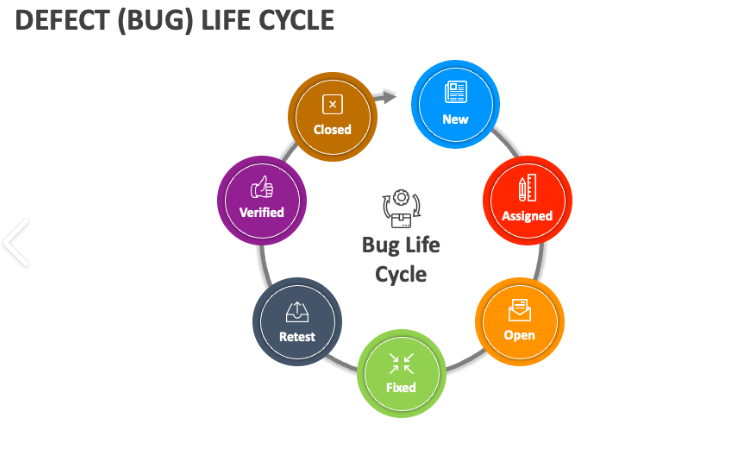 DEFECT (BUG) LIFE CYCLE
New
Assigned
Open
Fixed
Retest
Verified
Closed
Bug Life
Cycle